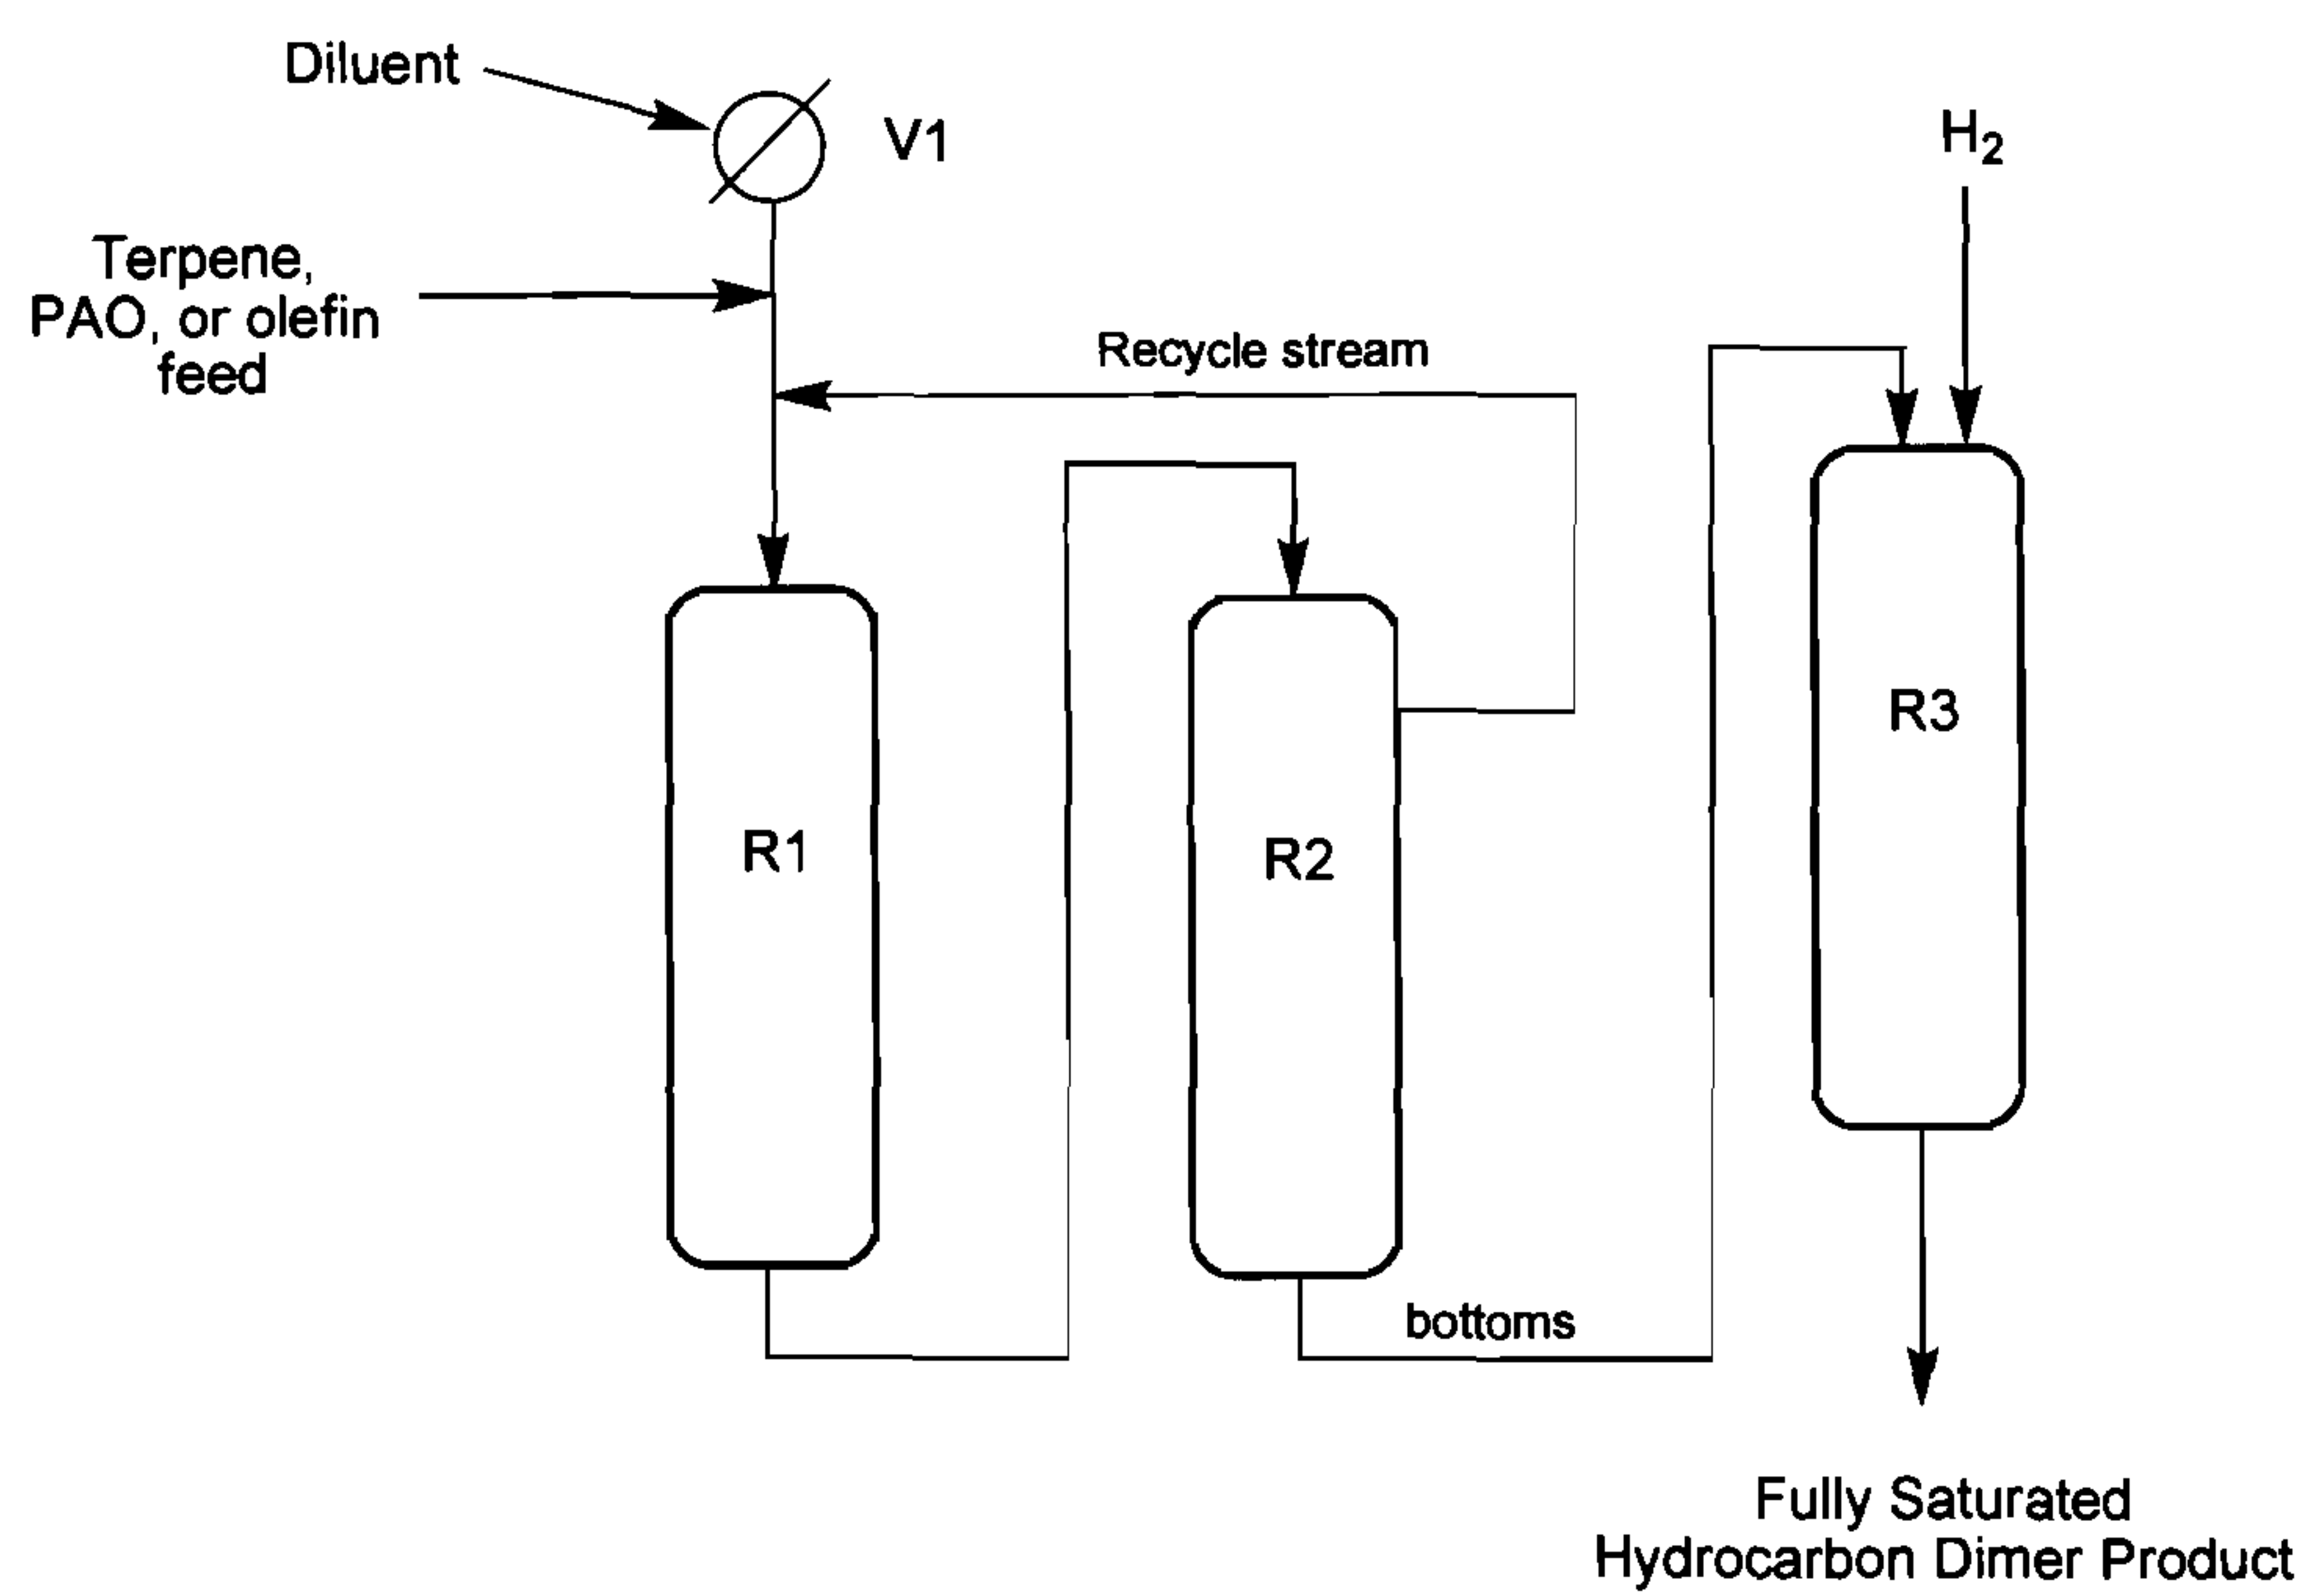 Diluent
V1
H2
Terpene,
PAO, or olefin
feed
Recycle stream
R1
R2
R3
bottoms
Fully Saturated
Hydrocarbon Dimer Product